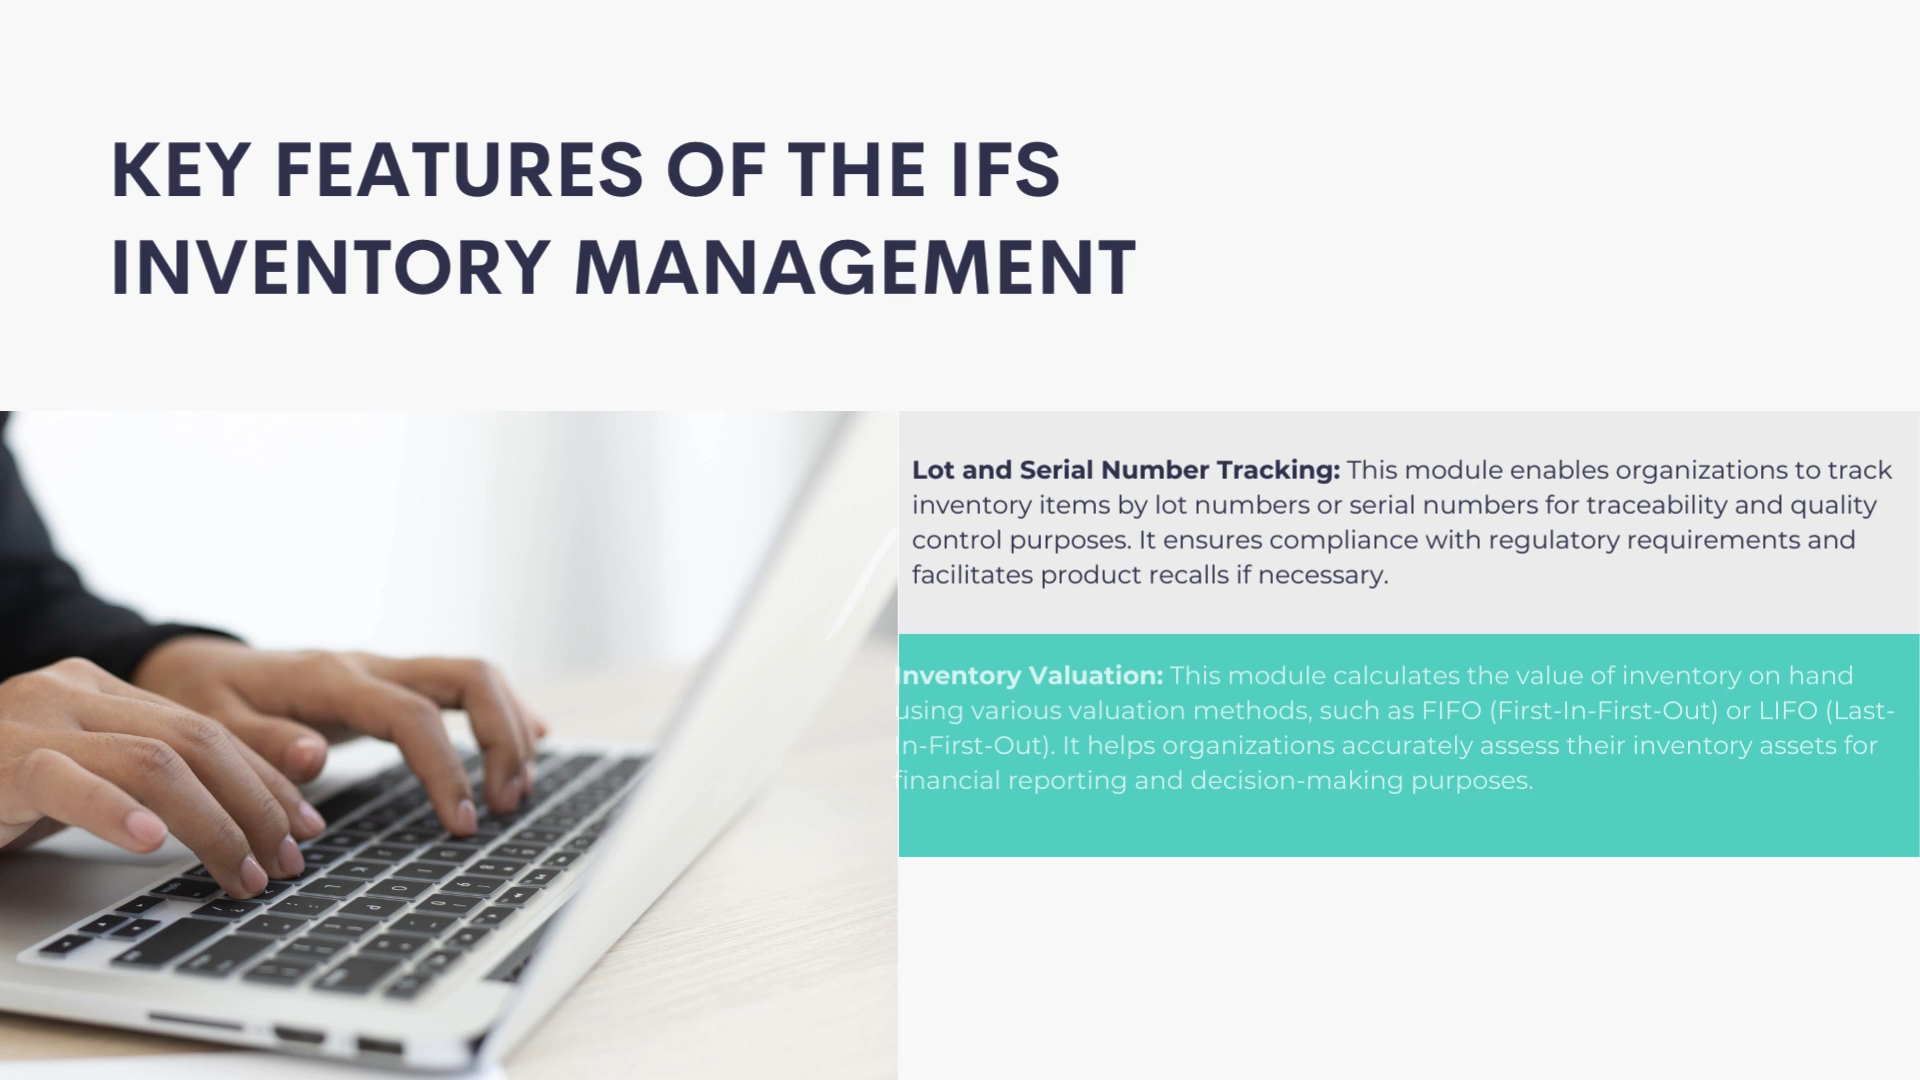 KEY FEATURES OF THE IFS
INVENTORY MANAGEMENT
Lot and Serial Number Tracking: This module enables organizations to track
inventory items by lot numbers or serial numbers for traceability and quality
control purposes. It ensures compliance with regulatory requirements and
facilitates product recalls if necessary.
Inventory Valuation: This module calculates the value of inventory on hand
using various valuation methods, such as FIFO (First-In-First-Out) or LIFO (Last-
In-First-Out). It helps organizations accurately assess their inventory assets for
financial reporting and decision-making purposes.